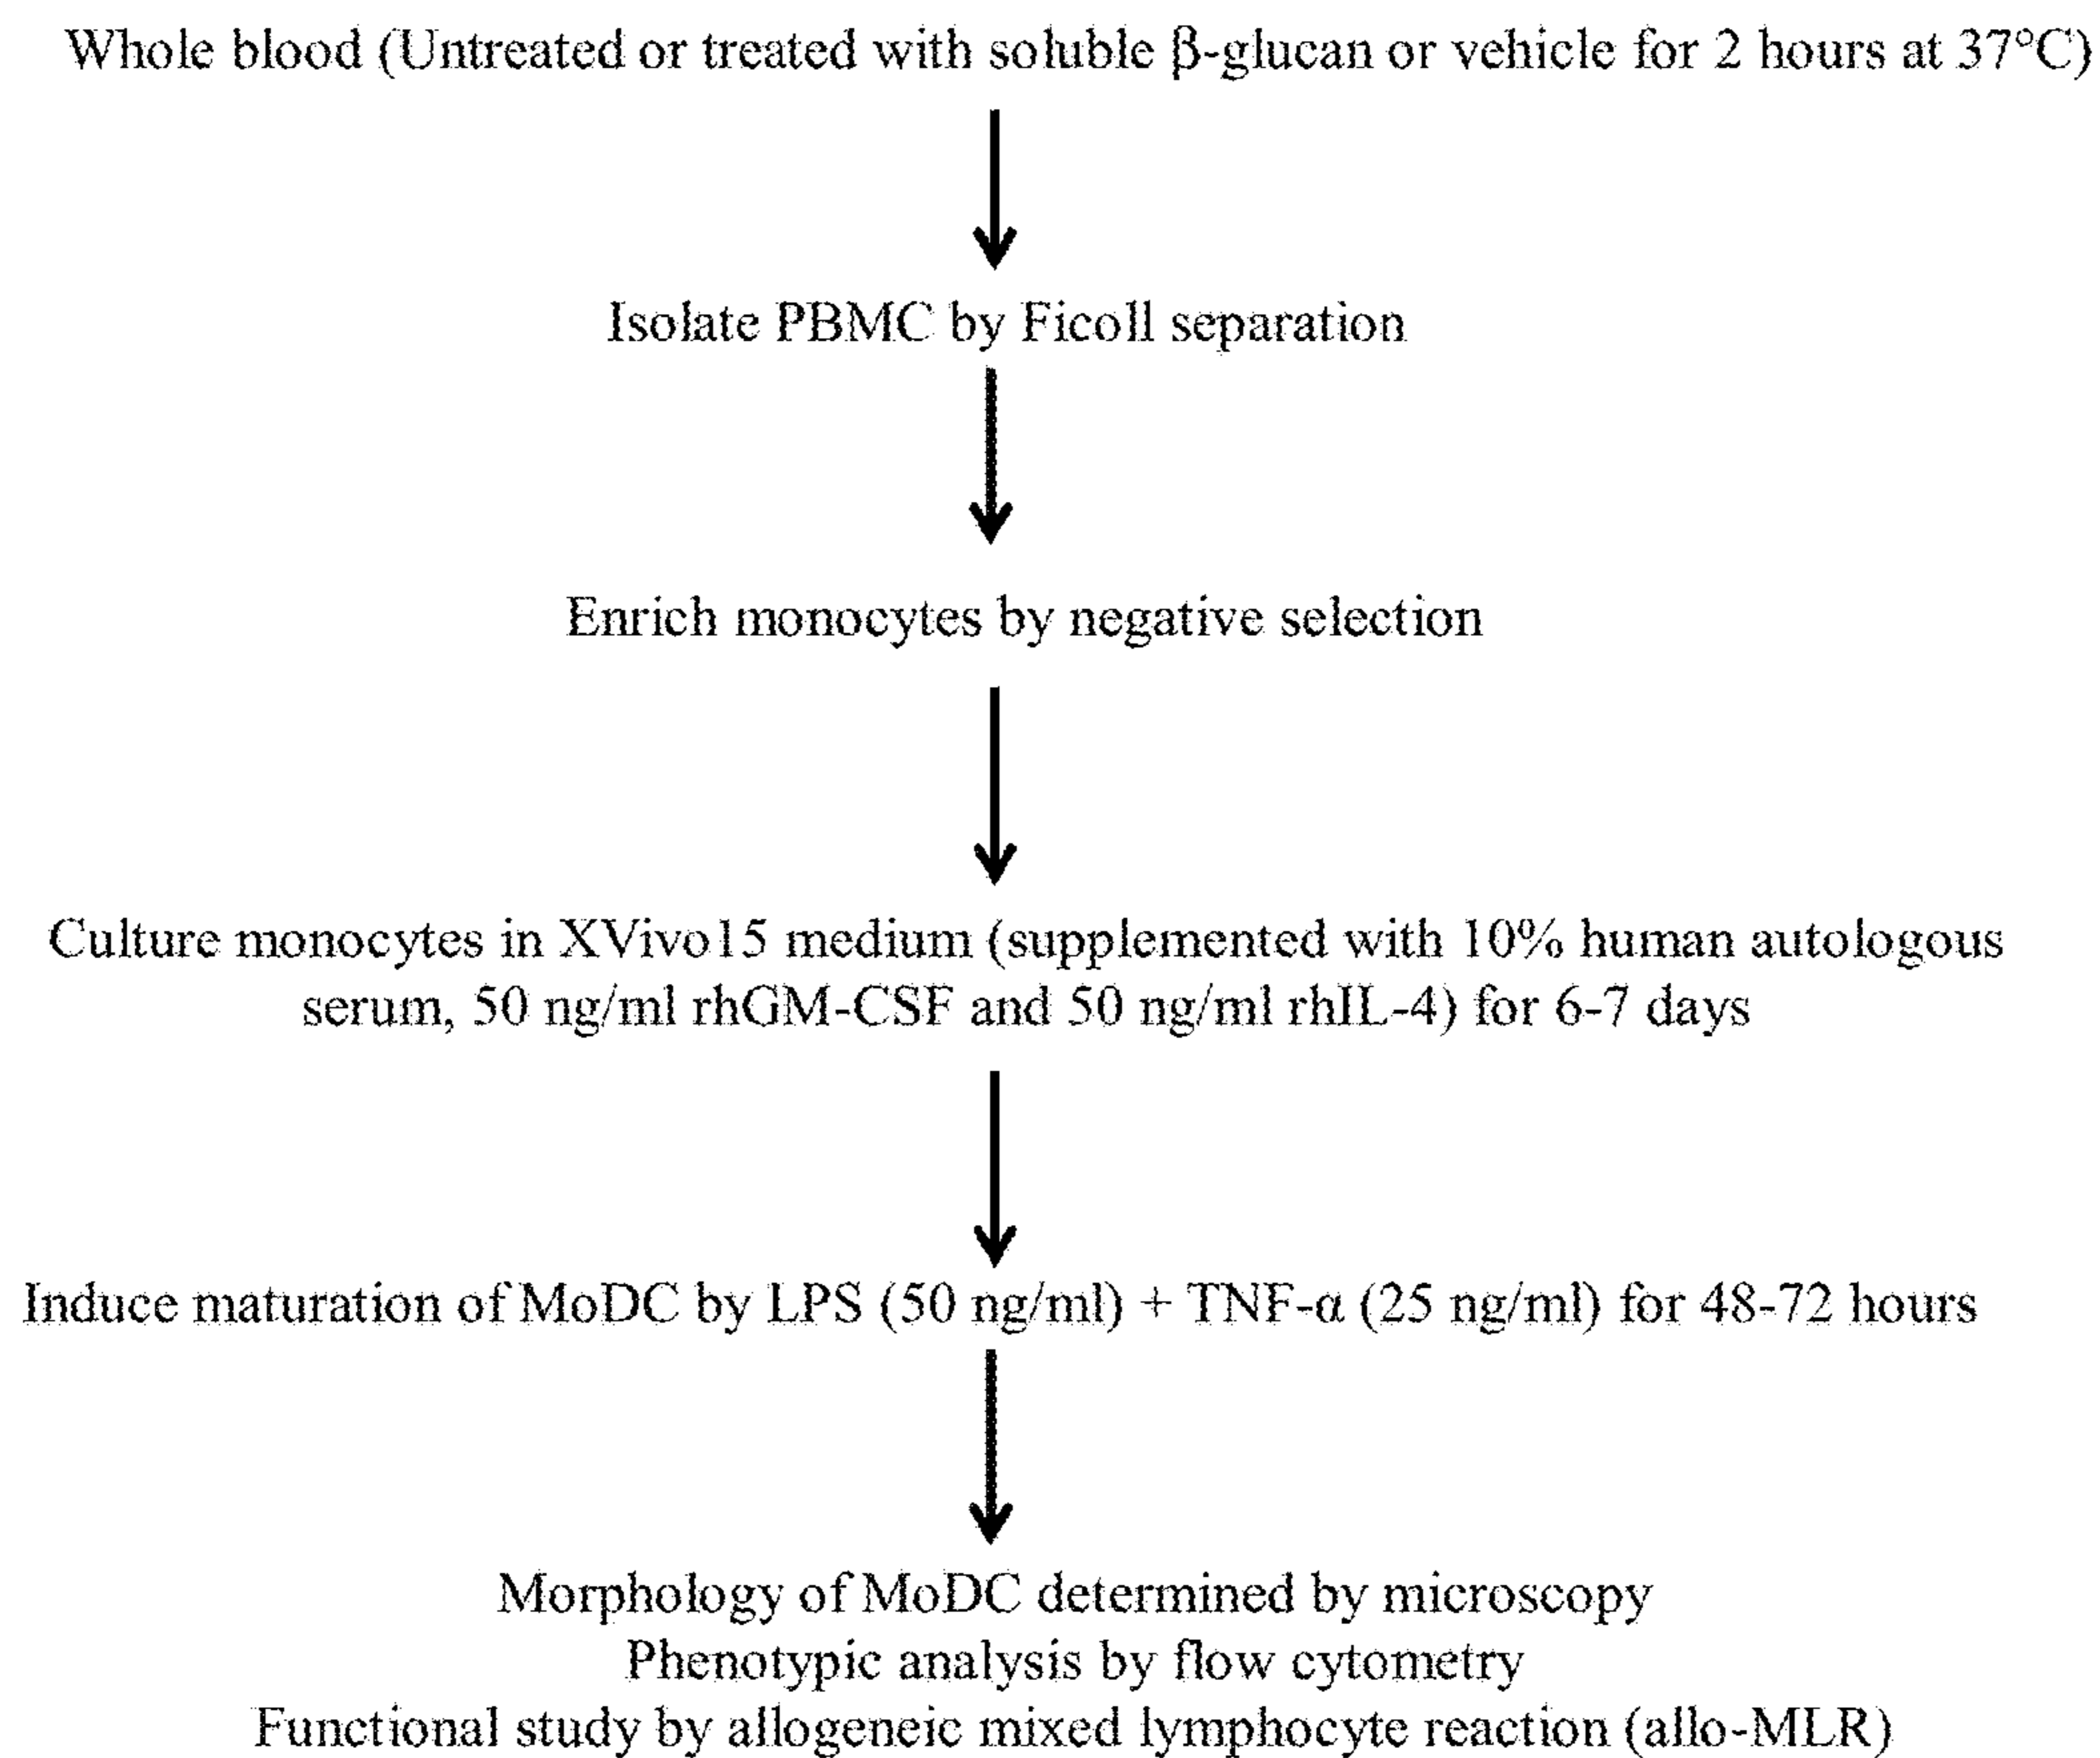 Whole blood (Untreated or treated with soluble β-glucan or vehicle for 2 hours at 37°C)
Isolate PBMC by Ficoll separation
Enrich monocytes by negative selection
Culture monocytes in XVivo15 medium (supplemented with 10% human autologous
serum, 50 ng/ml rhGM-CSF and 50 ng/ml rhIL-4) for 6-7 days
Induce maturation of MoDC by LPS (50 ng/ml) + TNF-α (25 ng/ml) for 48-72 hours
Morphology of MoDC determined by microscopy
Phenotypic analysis by flow cytometry
Functional study by allogeneic mixed lymphocyte reaction (allo-MLR)